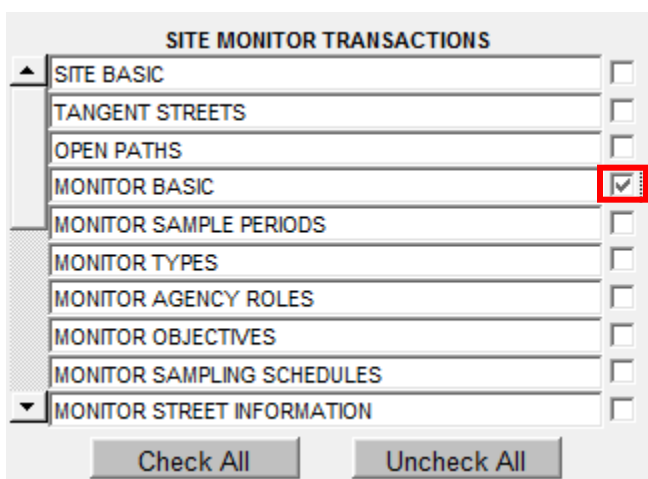 SITE MONITOR TRANSACTIONS
SITE BASIC
TANGENT STREETS
OPEN PATHS
MONITOR BASIC
MONITOR SAMPLE PERIODS
MONITOR TYPES
MONITOR AGENCY ROLES
MONITOR OBJECTIVES
MONITOR SAMPLING SCHEDULES
MONITOR STREET INFORMATION
Check All Uncheck All